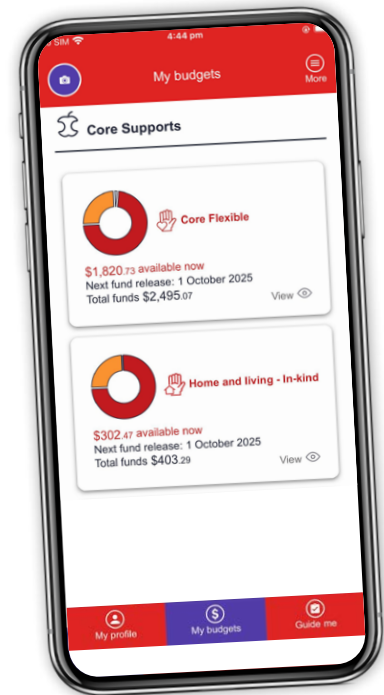 SIM
4:44 pm
My budgets
More
Core Supports
Core Flexible
$1,820.73 available now
Next fund release: 1 October 2025
Total funds $2,495.07
View
Home and living - In-kind
$302.47 available now
Next fund release: 1 October 2025
Total funds $403.29
View
My profile
$
My budgets
Guide me